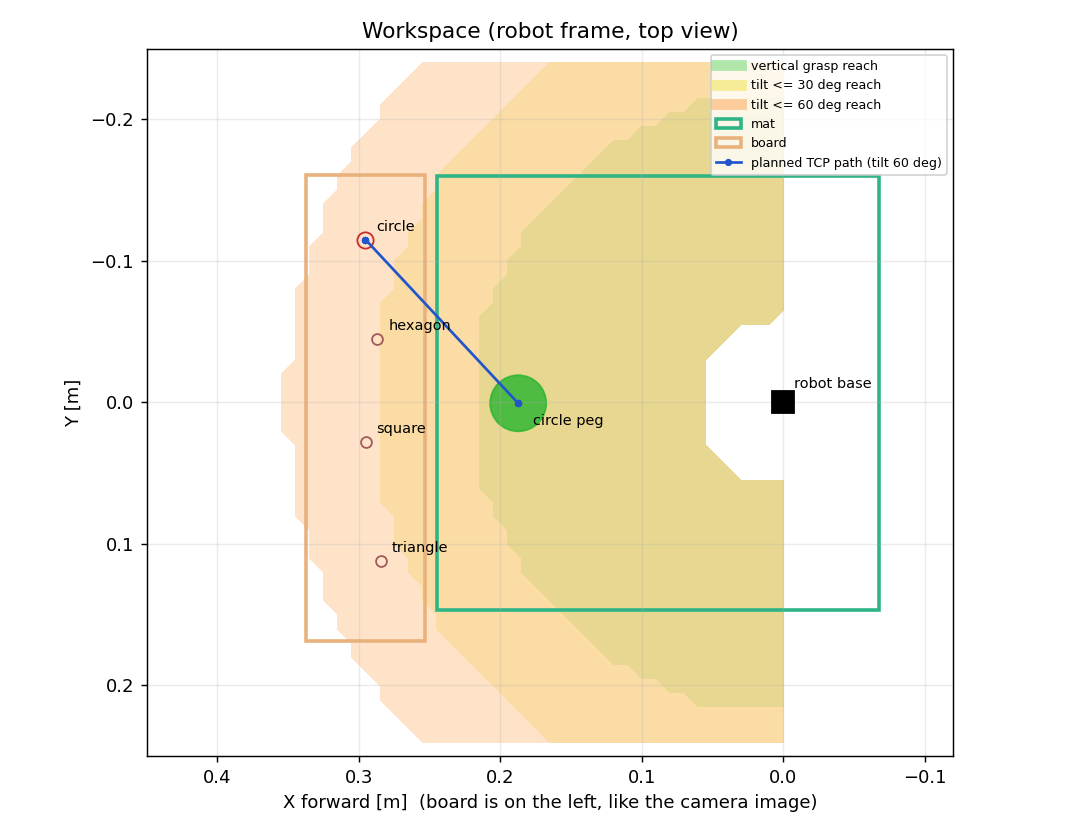 Workspace (robot frame, top view)
vertical grasp reach
tilt <= 30 deg reach
tilt <= 60 deg reach
mat
board
planned TCP path (tilt 60 deg)
−0.2
−0.1
0.0
0.1
0.2
Y [m]
circle
hexagon
square
triangle
circle peg
robot base
0.4
0.3
0.2
0.1
0.0
−0.1
X forward [m]  (board is on the left, like the camera image)